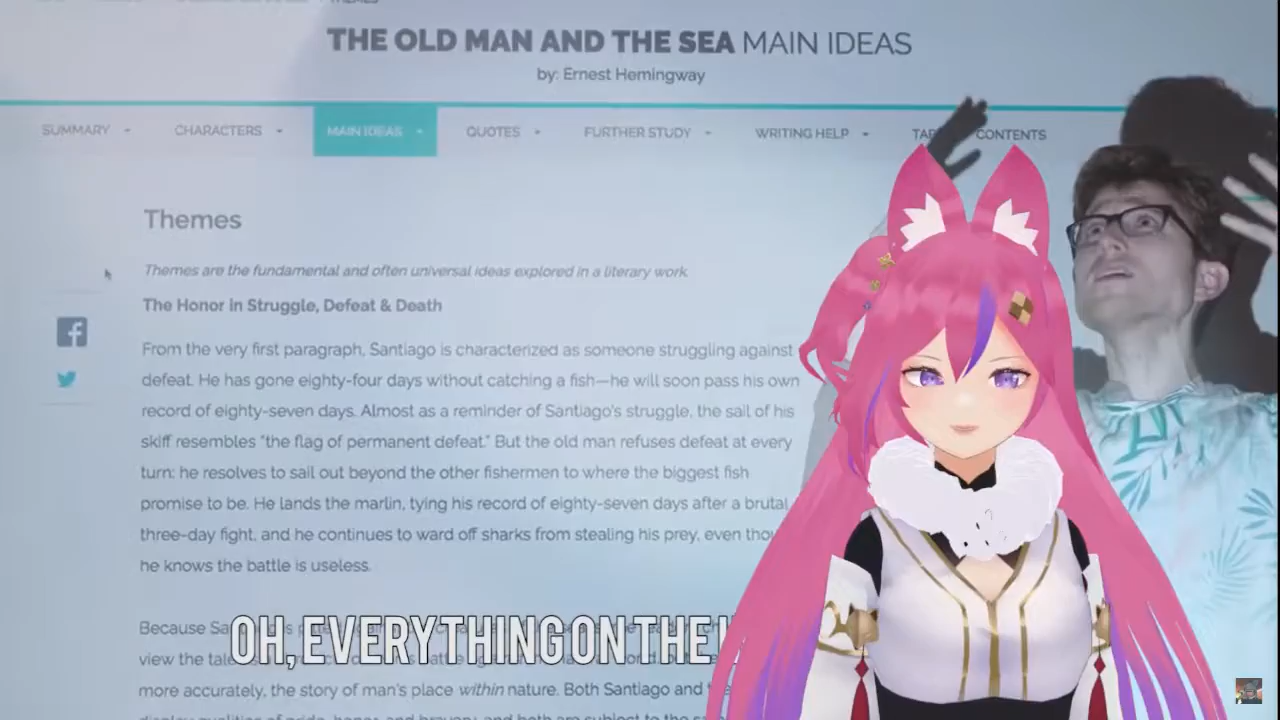 THE OLD MAN AND THE SEA MAIN IDEAS
by: Ernest Hemingway
SUMMARY CHARACTERS MAIN IDEAS QUOTES FURTHER STUDY WRITING HELP CONTENTS
Themes
Themes are the fundamental and often universal ideas explored in a literary work.
The Honor in Struggle, Defeat & Death
From the very first paragraph, Santiago is characterized as someone struggling against
defeat. He has gone eighty-four days without catching a fish—he will soon pass his own
record of eighty-seven days. Almost as a reminder of Santiago's struggle, the sail of his
skiff resembles "the flag of permanent defeat." But the old man refuses defeat at every
turn: he resolves to sail out beyond the other fishermen to where the biggest fish
promise to be. He lands the marlin, tying his record of eighty-seven days after a brutal
three-day fight, and he continues to ward off sharks from stealing his prey, even
he knows the battle is useless.
Because
OH, EVERYTHING ON THE
view the
more accurately, the story of man's place within nature. Both Santiago and